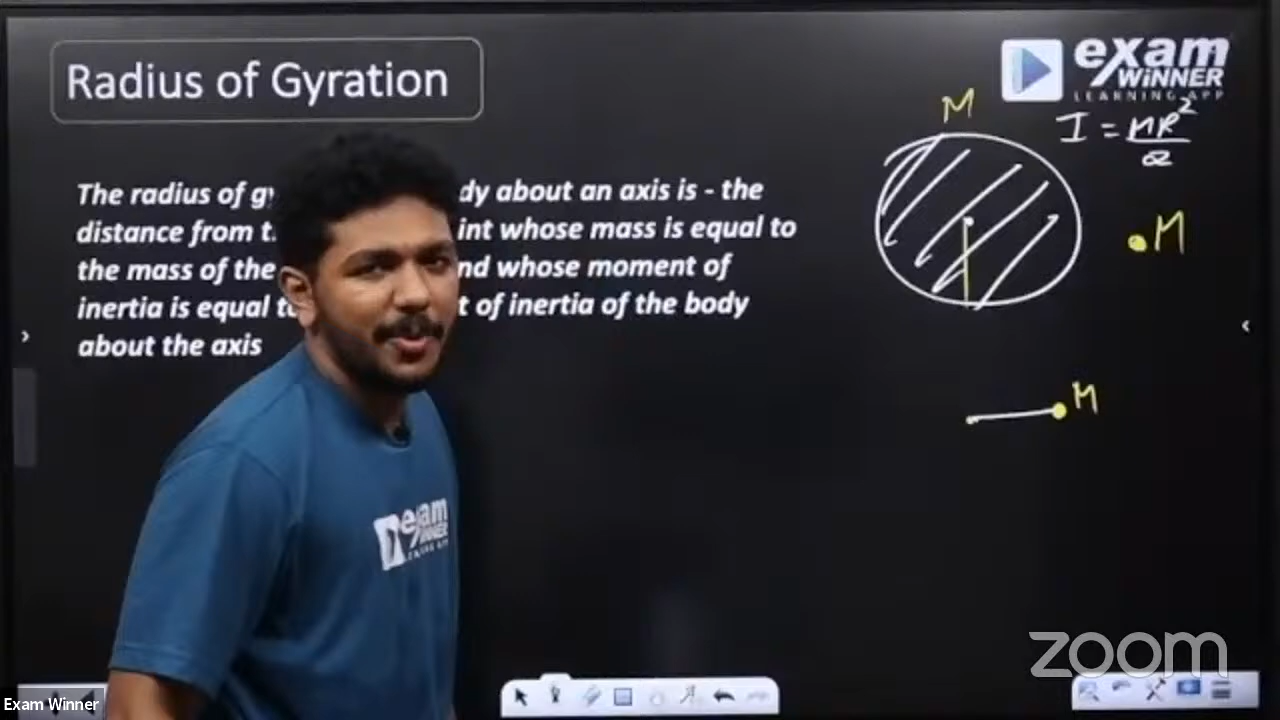 Radius of Gyration
exam
WiNNER
LEARNING APP
M
I = MR²/2
The radius of gy dy about an axis is - the
distance from t int whose mass is equal to
M
the mass of the nd whose moment of
inertia is equal t of inertia of the body
about the axis
M
exam
WiNNER
LEARNING APP
zoom
Exam Winner